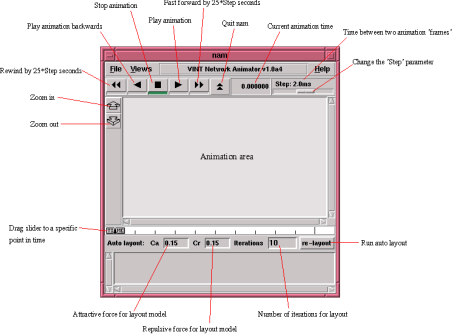 Fast forward by 25*Step seconds
Stop animation
Play animation
Current animation time
Play animation backwards
Quit nam
Time between two animation 'frames"
nam
Change the 'Step' parameter
File Views VINT Network Animator v1.0a4 Help
Rewind by 25*Step seconds
0.000000 Step: 2.0ms
Zoom in
Zoom out
Animation area
Drag slider to a specific
point in time
TIME
Auto layout: Ca 0.15 Cr 0.15 Iterations 10 re-layout
Run auto layout
Attractive force for layout model
Number of iterations for layout
Repulsive force for layout model